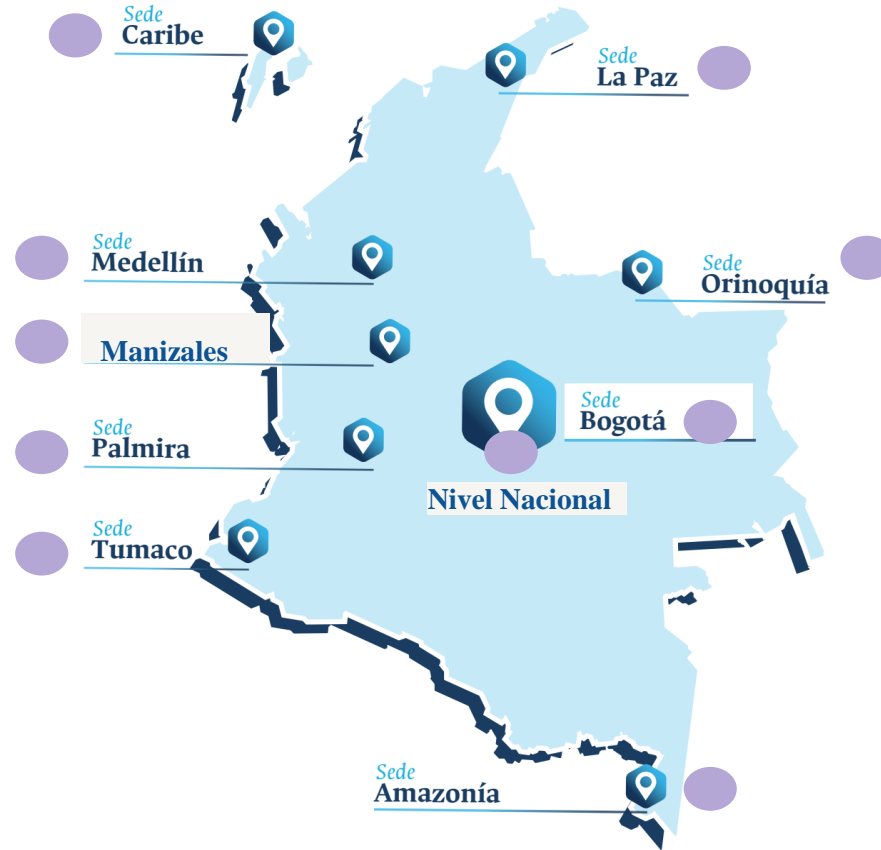 Sede
Caribe
Sede
La Paz
Sede
Medellín
Sede
Orinoquía
Manizales
Sede
Bogotá
Sede
Palmira
Nivel Nacional
Sede
Tumaco
Sede
Amazonía